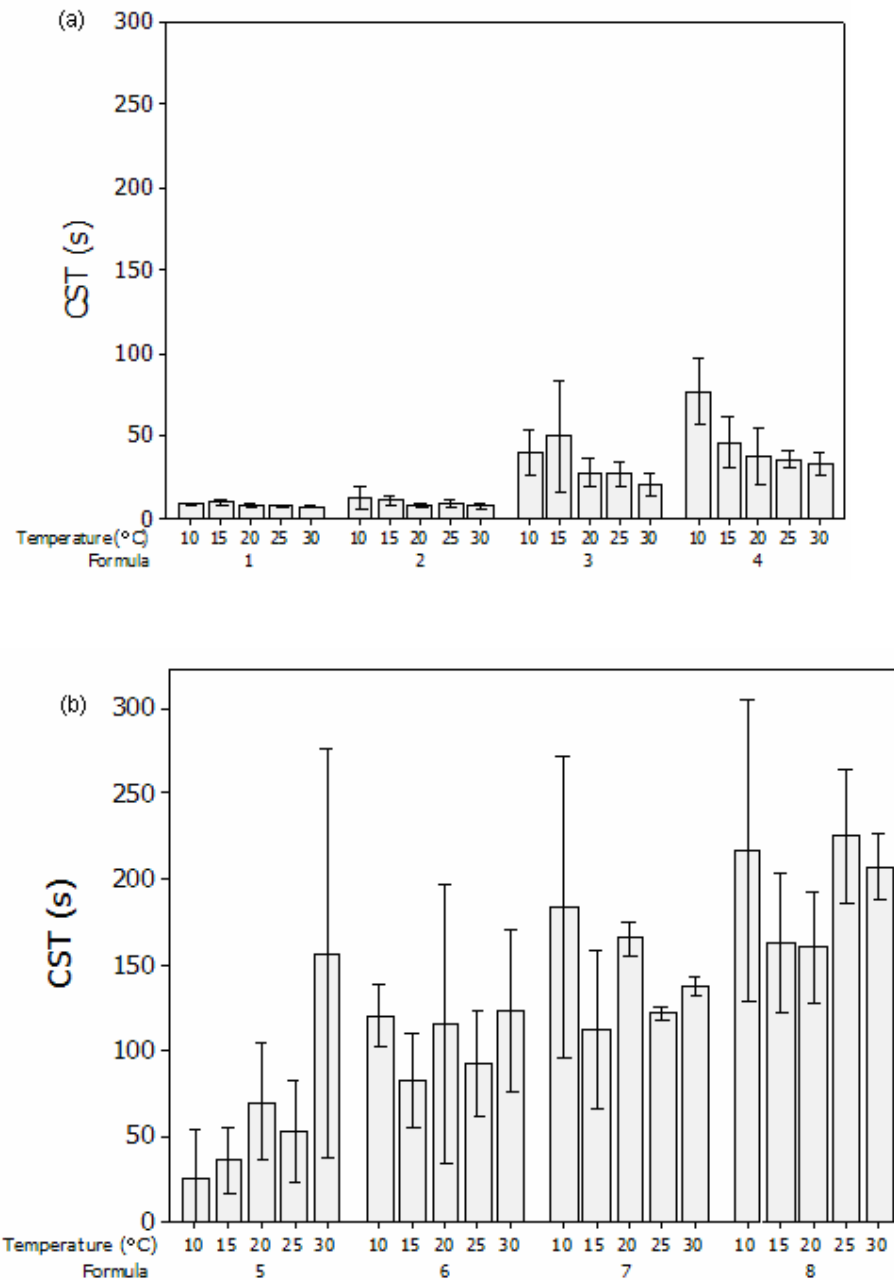 (a)
300
250
200
150
100
50
0
CST (s)
Temperature(°C) 10 15 20 25 30 10 15 20 25 30 10 15 20 25 30 10 15 20 25 30
Formula 1 2 3 4
(b)
300
250
200
150
100
50
0
CST (s)
Temperature (°C) 10 15 20 25 30 10 15 20 25 30 10 15 20 25 30 10 15 20 25 30
Formula 5 6 7 8